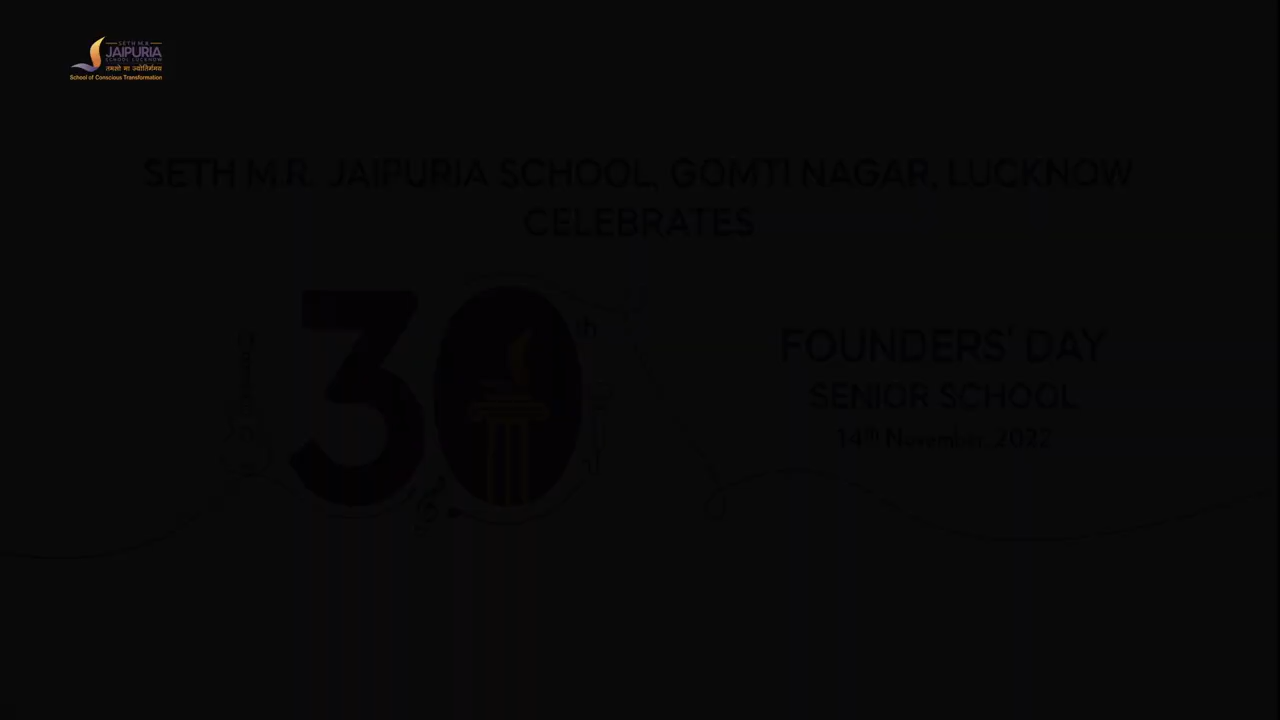 SETH M.R.
JAIPURIA
SCHOOL LUCKNOW
तमसो मा ज्योतिर्गमय
School of Conscious Transformation
SETH M.R. JAIPURIA SCHOOL, GOMTI NAGAR, LUCKNOW
CELEBRATES
30th
FOUNDERS' DAY
SENIOR SCHOOL
14th November, 2022